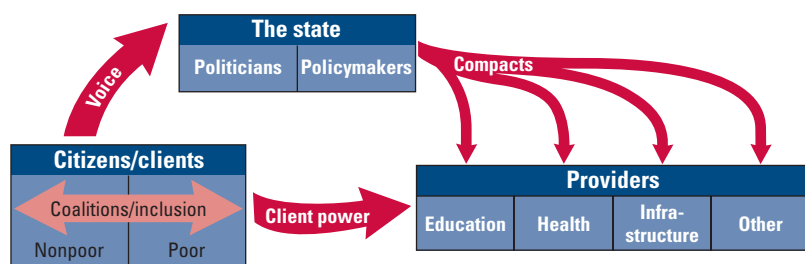 The state
Politicians Policymakers
Voice
Compacts
Citizens/clients
Coalitions/inclusion
Nonpoor Poor
Client power
Providers
Education Health Infra-
structure Other